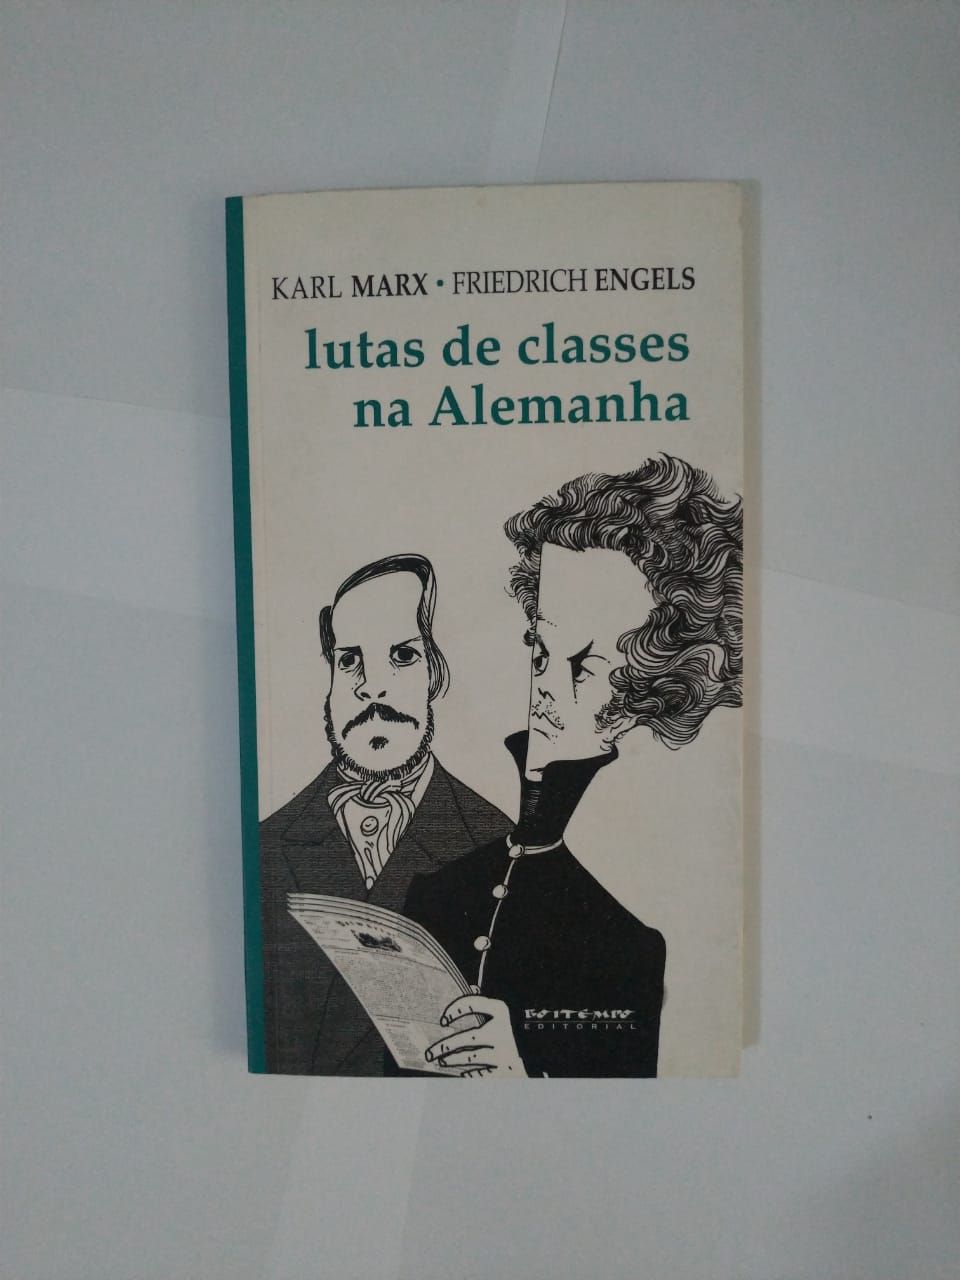 KARL MARX • FRIEDRICH ENGELS
lutas de classes
na Alemanha
BOITEMPO
EDITORIAL